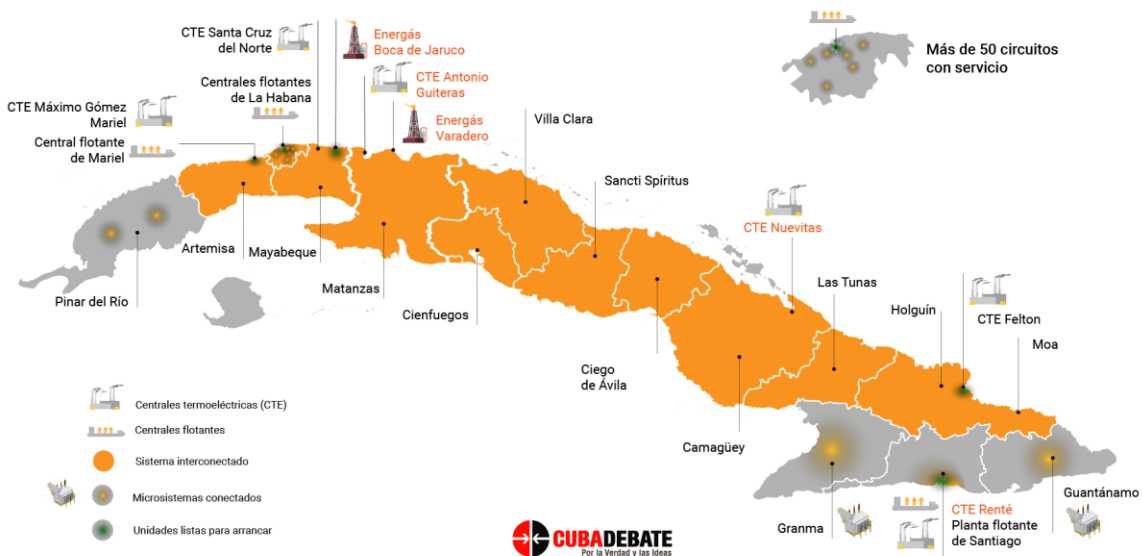 CTE Santa Cruz
del Norte
Energás
Boca de Jaruco
Más de 50 circuitos
con servicio
Centrales flotantes
de La Habana
CTE Antonio
Guiteras
CTE Máximo Gómez
Mariel
Energás
Varadero
Villa Clara
Central flotante
de Mariel
Sancti Spíritus
CTE Nuevitas
Artemisa
Mayabeque
Las Tunas
Pinar del Río
Matanzas
Holguín
CTE Felton
Cienfuegos
Moa
Ciego
de Ávila
Centrales termoeléctricas (CTE)
Centrales flotantes
Camagüey
Sistema interconectado
Microsistemas conectados
Guantánamo
CTE Renté
Granma
Planta flotante
de Santiago
Unidades listas para arrancar
CUBADEBATE
Por la Verdad y las Ideas